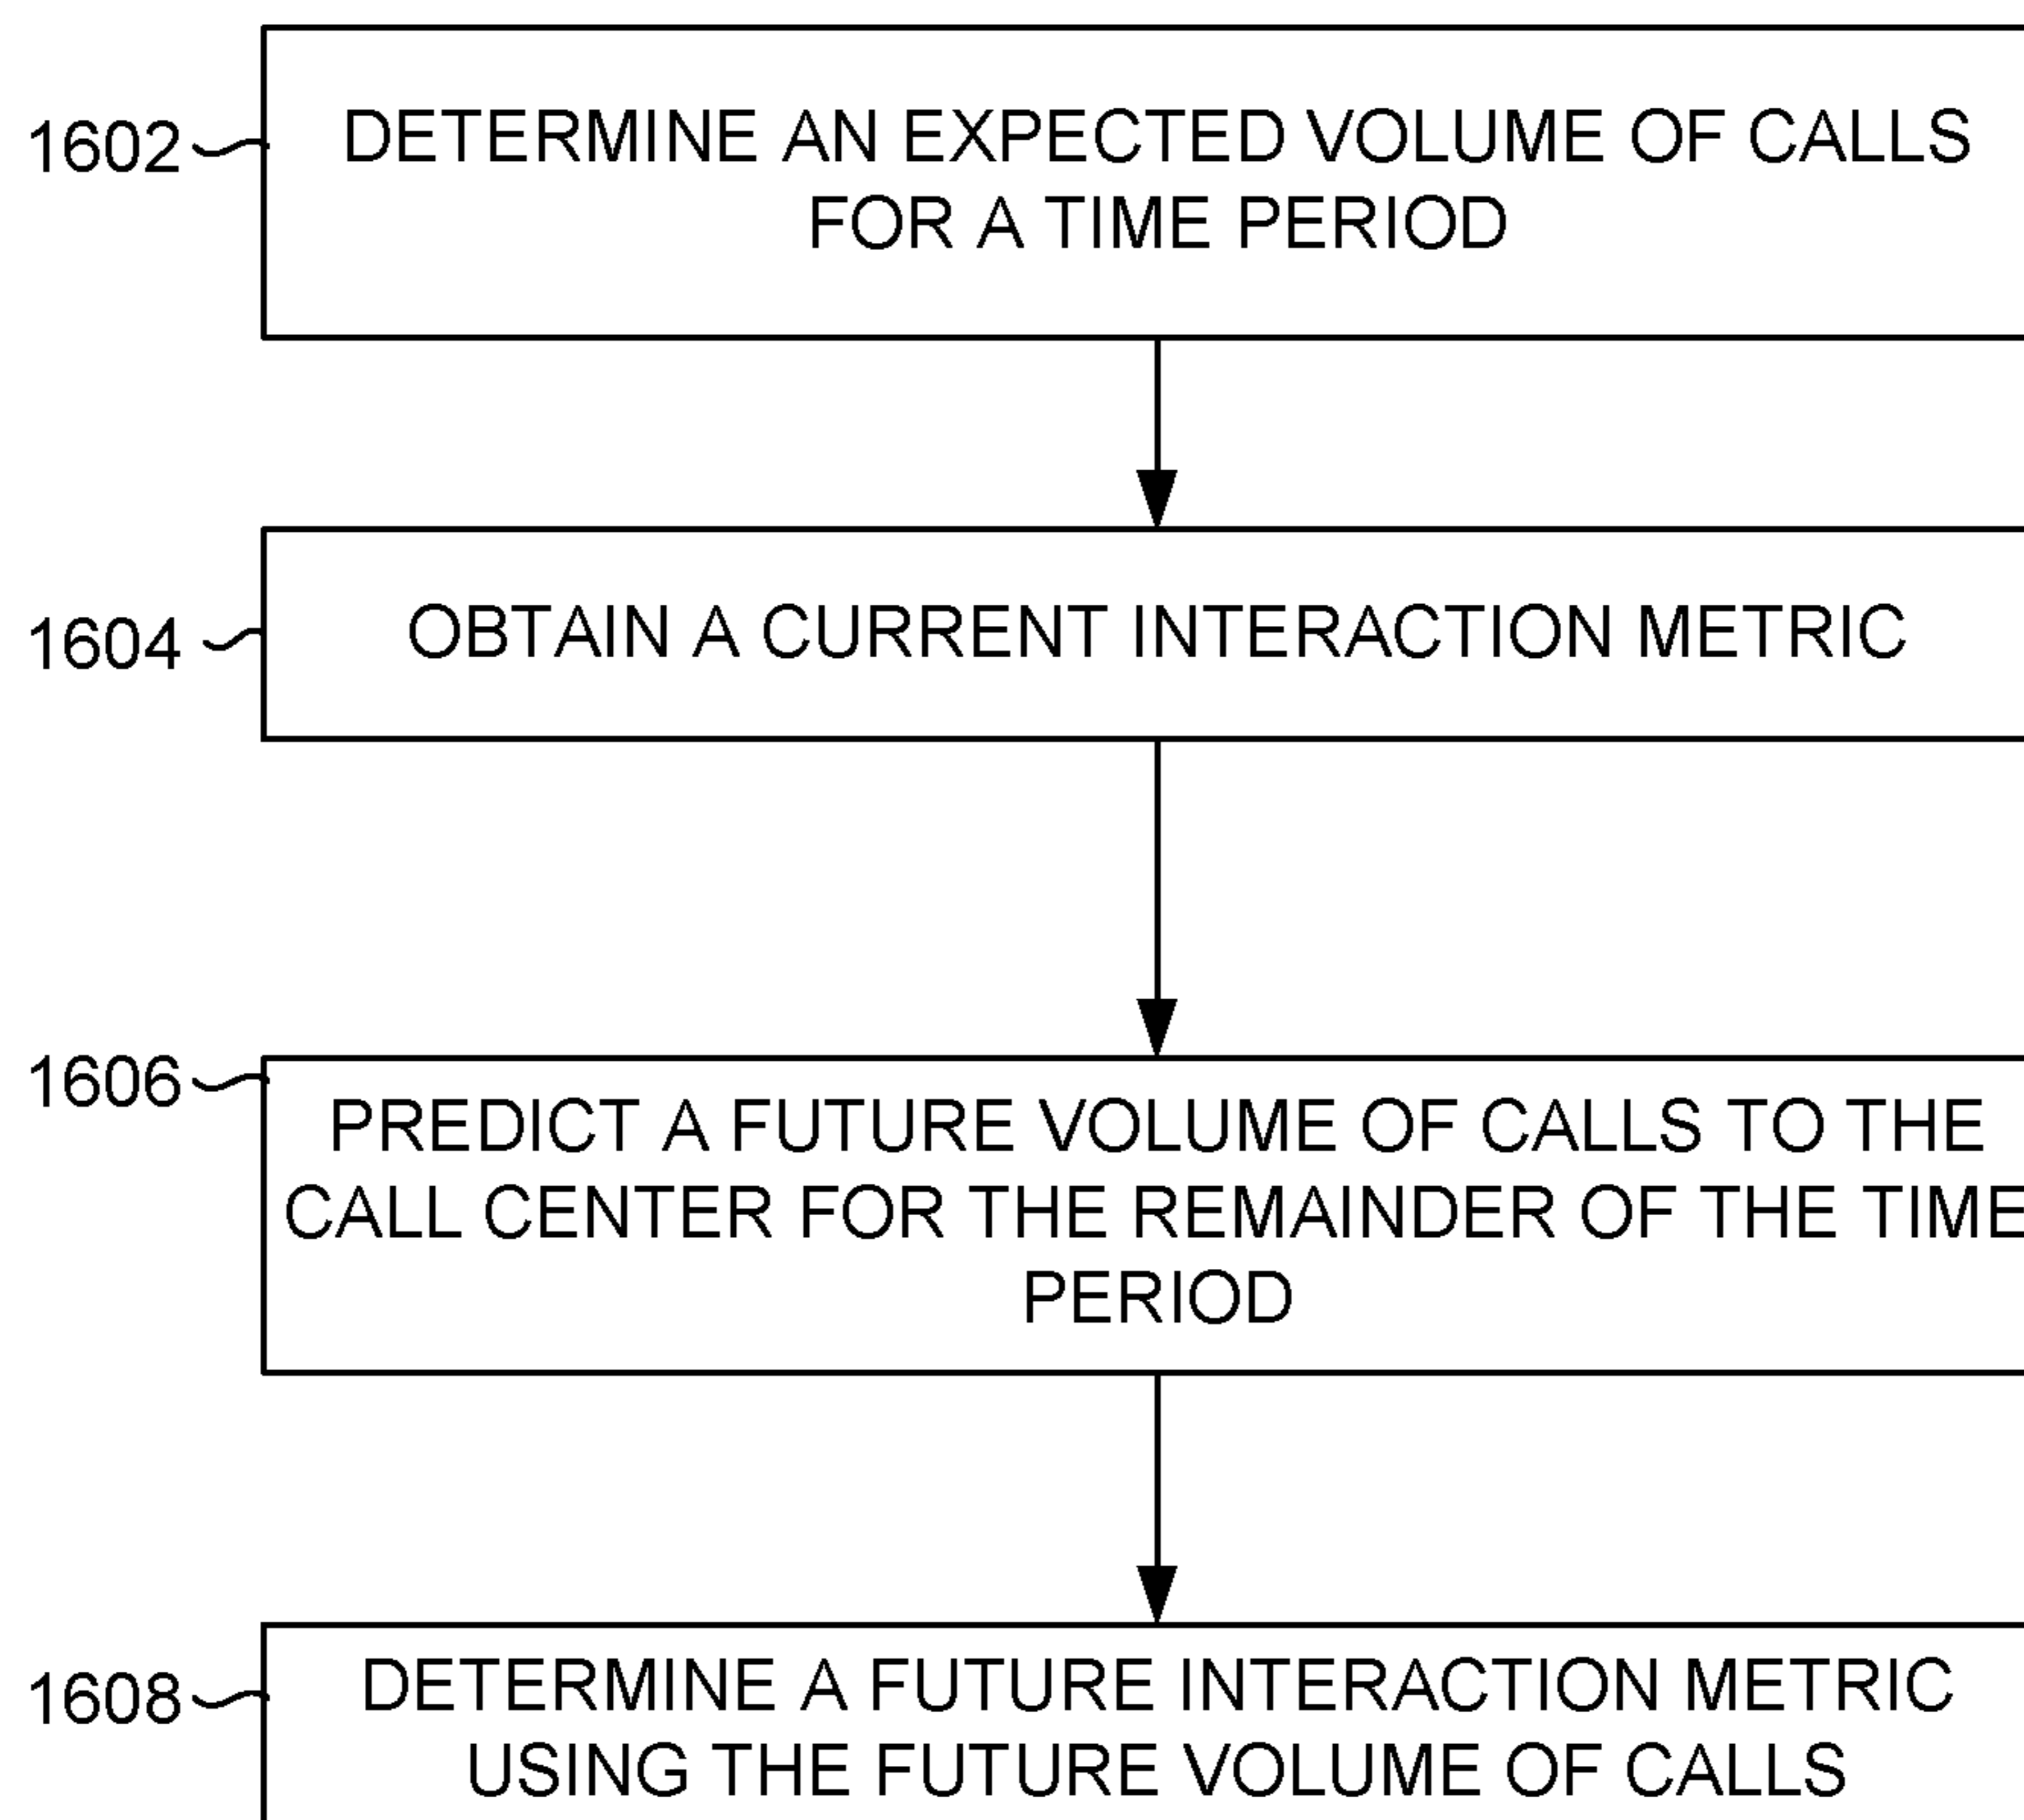 1602
DETERMINE AN EXPECTED VOLUME OF CALLS
FOR A TIME PERIOD
1604
OBTAIN A CURRENT INTERACTION METRIC
1606
PREDICT A FUTURE VOLUME OF CALLS TO THE
CALL CENTER FOR THE REMAINDER OF THE TIME
PERIOD
1608
DETERMINE A FUTURE INTERACTION METRIC
USING THE FUTURE VOLUME OF CALLS